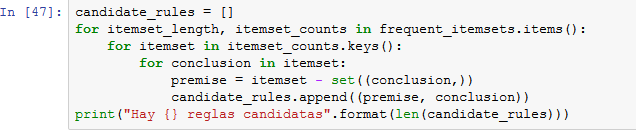 In [47]: candidate_rules = []
for itemset_length, itemset_counts in frequent_itemsets.items():
    for itemset in itemset_counts.keys():
        for conclusion in itemset:
            premise = itemset - set((conclusion,))
            candidate_rules.append((premise, conclusion))
print("Hay {} reglas candidatas".format(len(candidate_rules)))